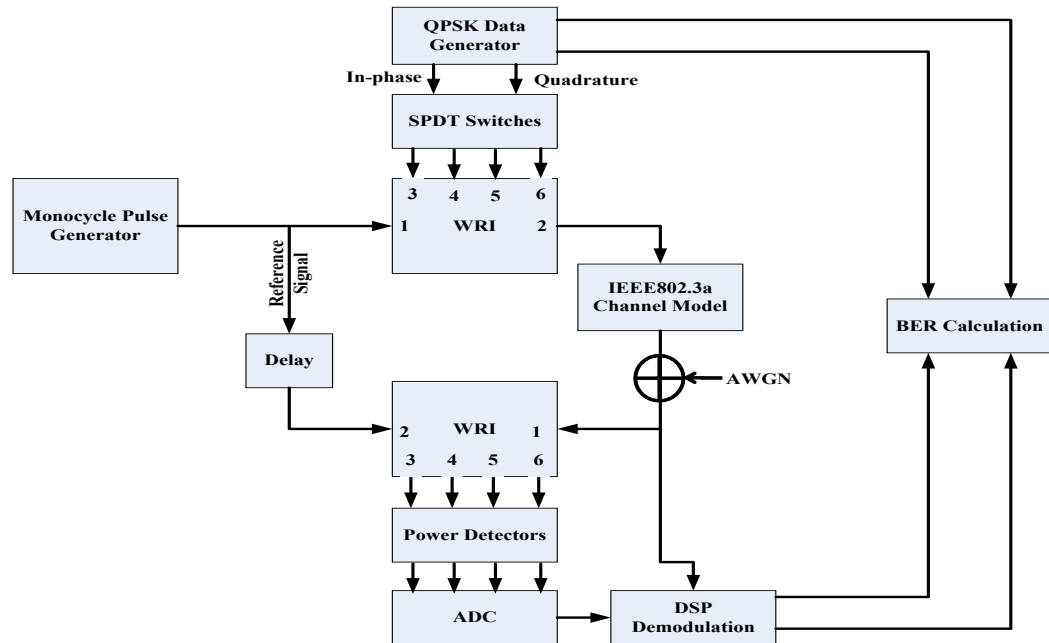 QPSK Data
Generator
In-phase
Quadrature
SPDT Switches
3 4 5 6
1 WRI 2
Monocycle Pulse
Generator
Reference
Signal
IEEE802.3a
Channel Model
BER Calculation
Delay
AWGN
2 WRI 1
3 4 5 6
Power Detectors
ADC
DSP
Demodulation